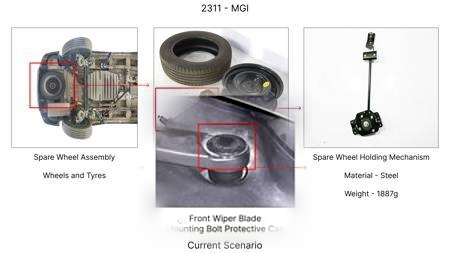 2311 - MGI
Spare Wheel Assembly
Wheels and Tyres
Front Wiper Blade
Mounting Bolt Protective Cap
Spare Wheel Holding Mechanism
Material - Steel
Weight - 1887g
Current Scenario